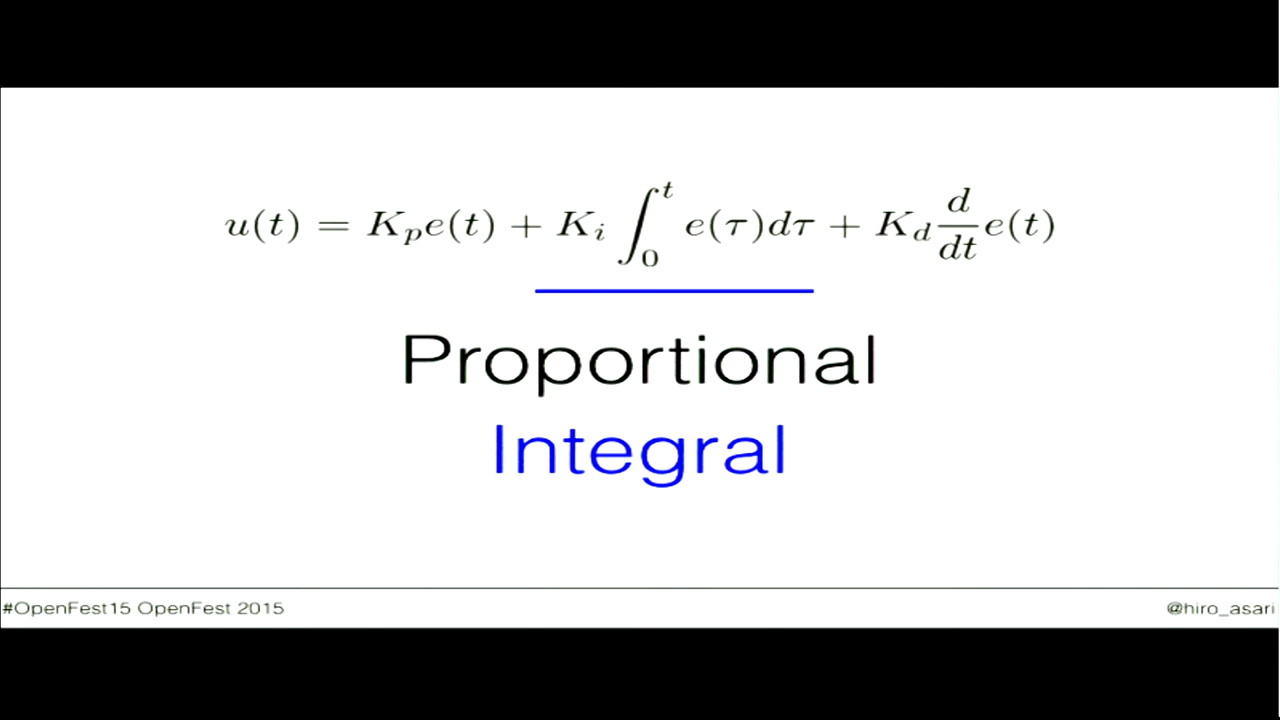 u(t) = K_p e(t) + K_i ∫_0^t e(τ)dτ + K_d d/dt e(t)
Proportional
Integral
#OpenFest15 OpenFest 2015
@hiro_asari